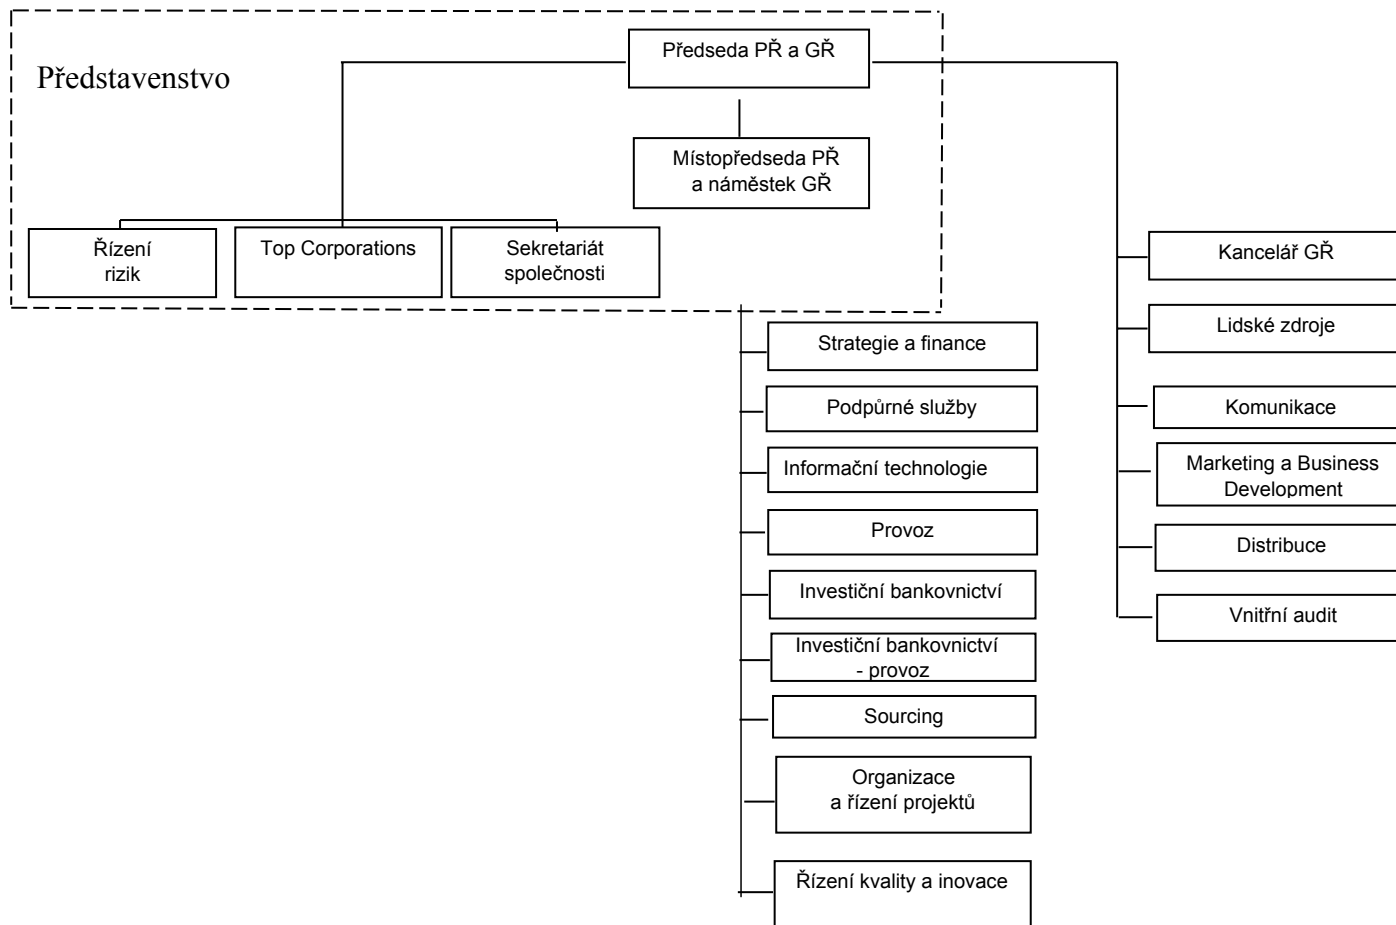 Předseda PŘ a GŘ
Představenstvo
Místopředseda PŘ
a náměstek GŘ
Řízení
rizik
Top Corporations
Sekretariát
společnosti
Strategie a finance
Podpůrné služby
Informační technologie
Provoz
Investiční bankovnictví
Investiční bankovnictví
- provoz
Sourcing
Organizace
a řízení projektů
Řízení kvality a inovace
Kancelář GŘ
Lidské zdroje
Komunikace
Marketing a Business
Development
Distribuce
Vnitřní audit